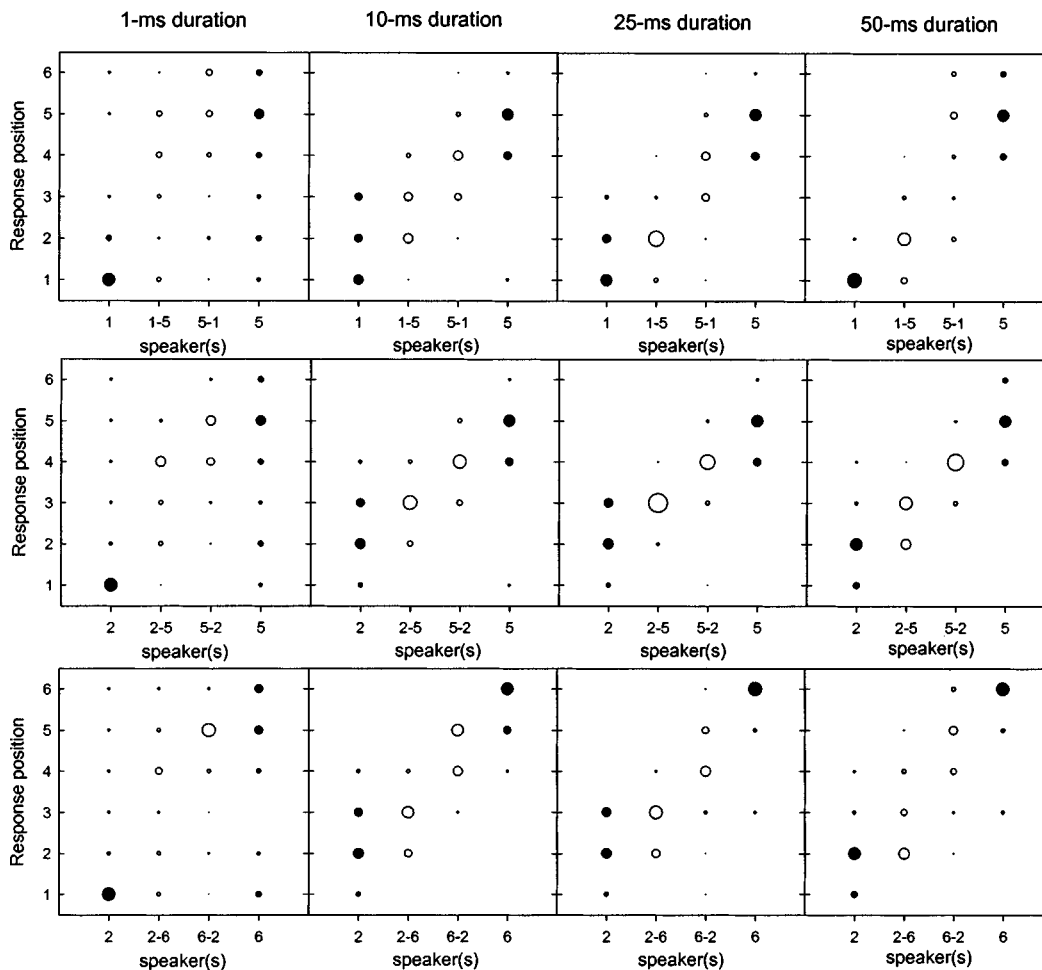 1-ms duration 10-ms duration 25-ms duration 50-ms duration
Response position
6
5
4
3
2
1
1 1-5 5-1 5 1 1-5 5-1 5 1 1-5 5-1 5 1 1-5 5-1 5
speaker(s) speaker(s) speaker(s) speaker(s)
Response position
6
5
4
3
2
1
2 2-5 5-2 5 2 2-5 5-2 5 2 2-5 5-2 5 2 2-5 5-2 5
speaker(s) speaker(s) speaker(s) speaker(s)
Response position
6
5
4
3
2
1
2 2-6 6-2 6 2 2-6 6-2 6 2 2-6 6-2 6 2 2-6 6-2 6
speaker(s) speaker(s) speaker(s) speaker(s)